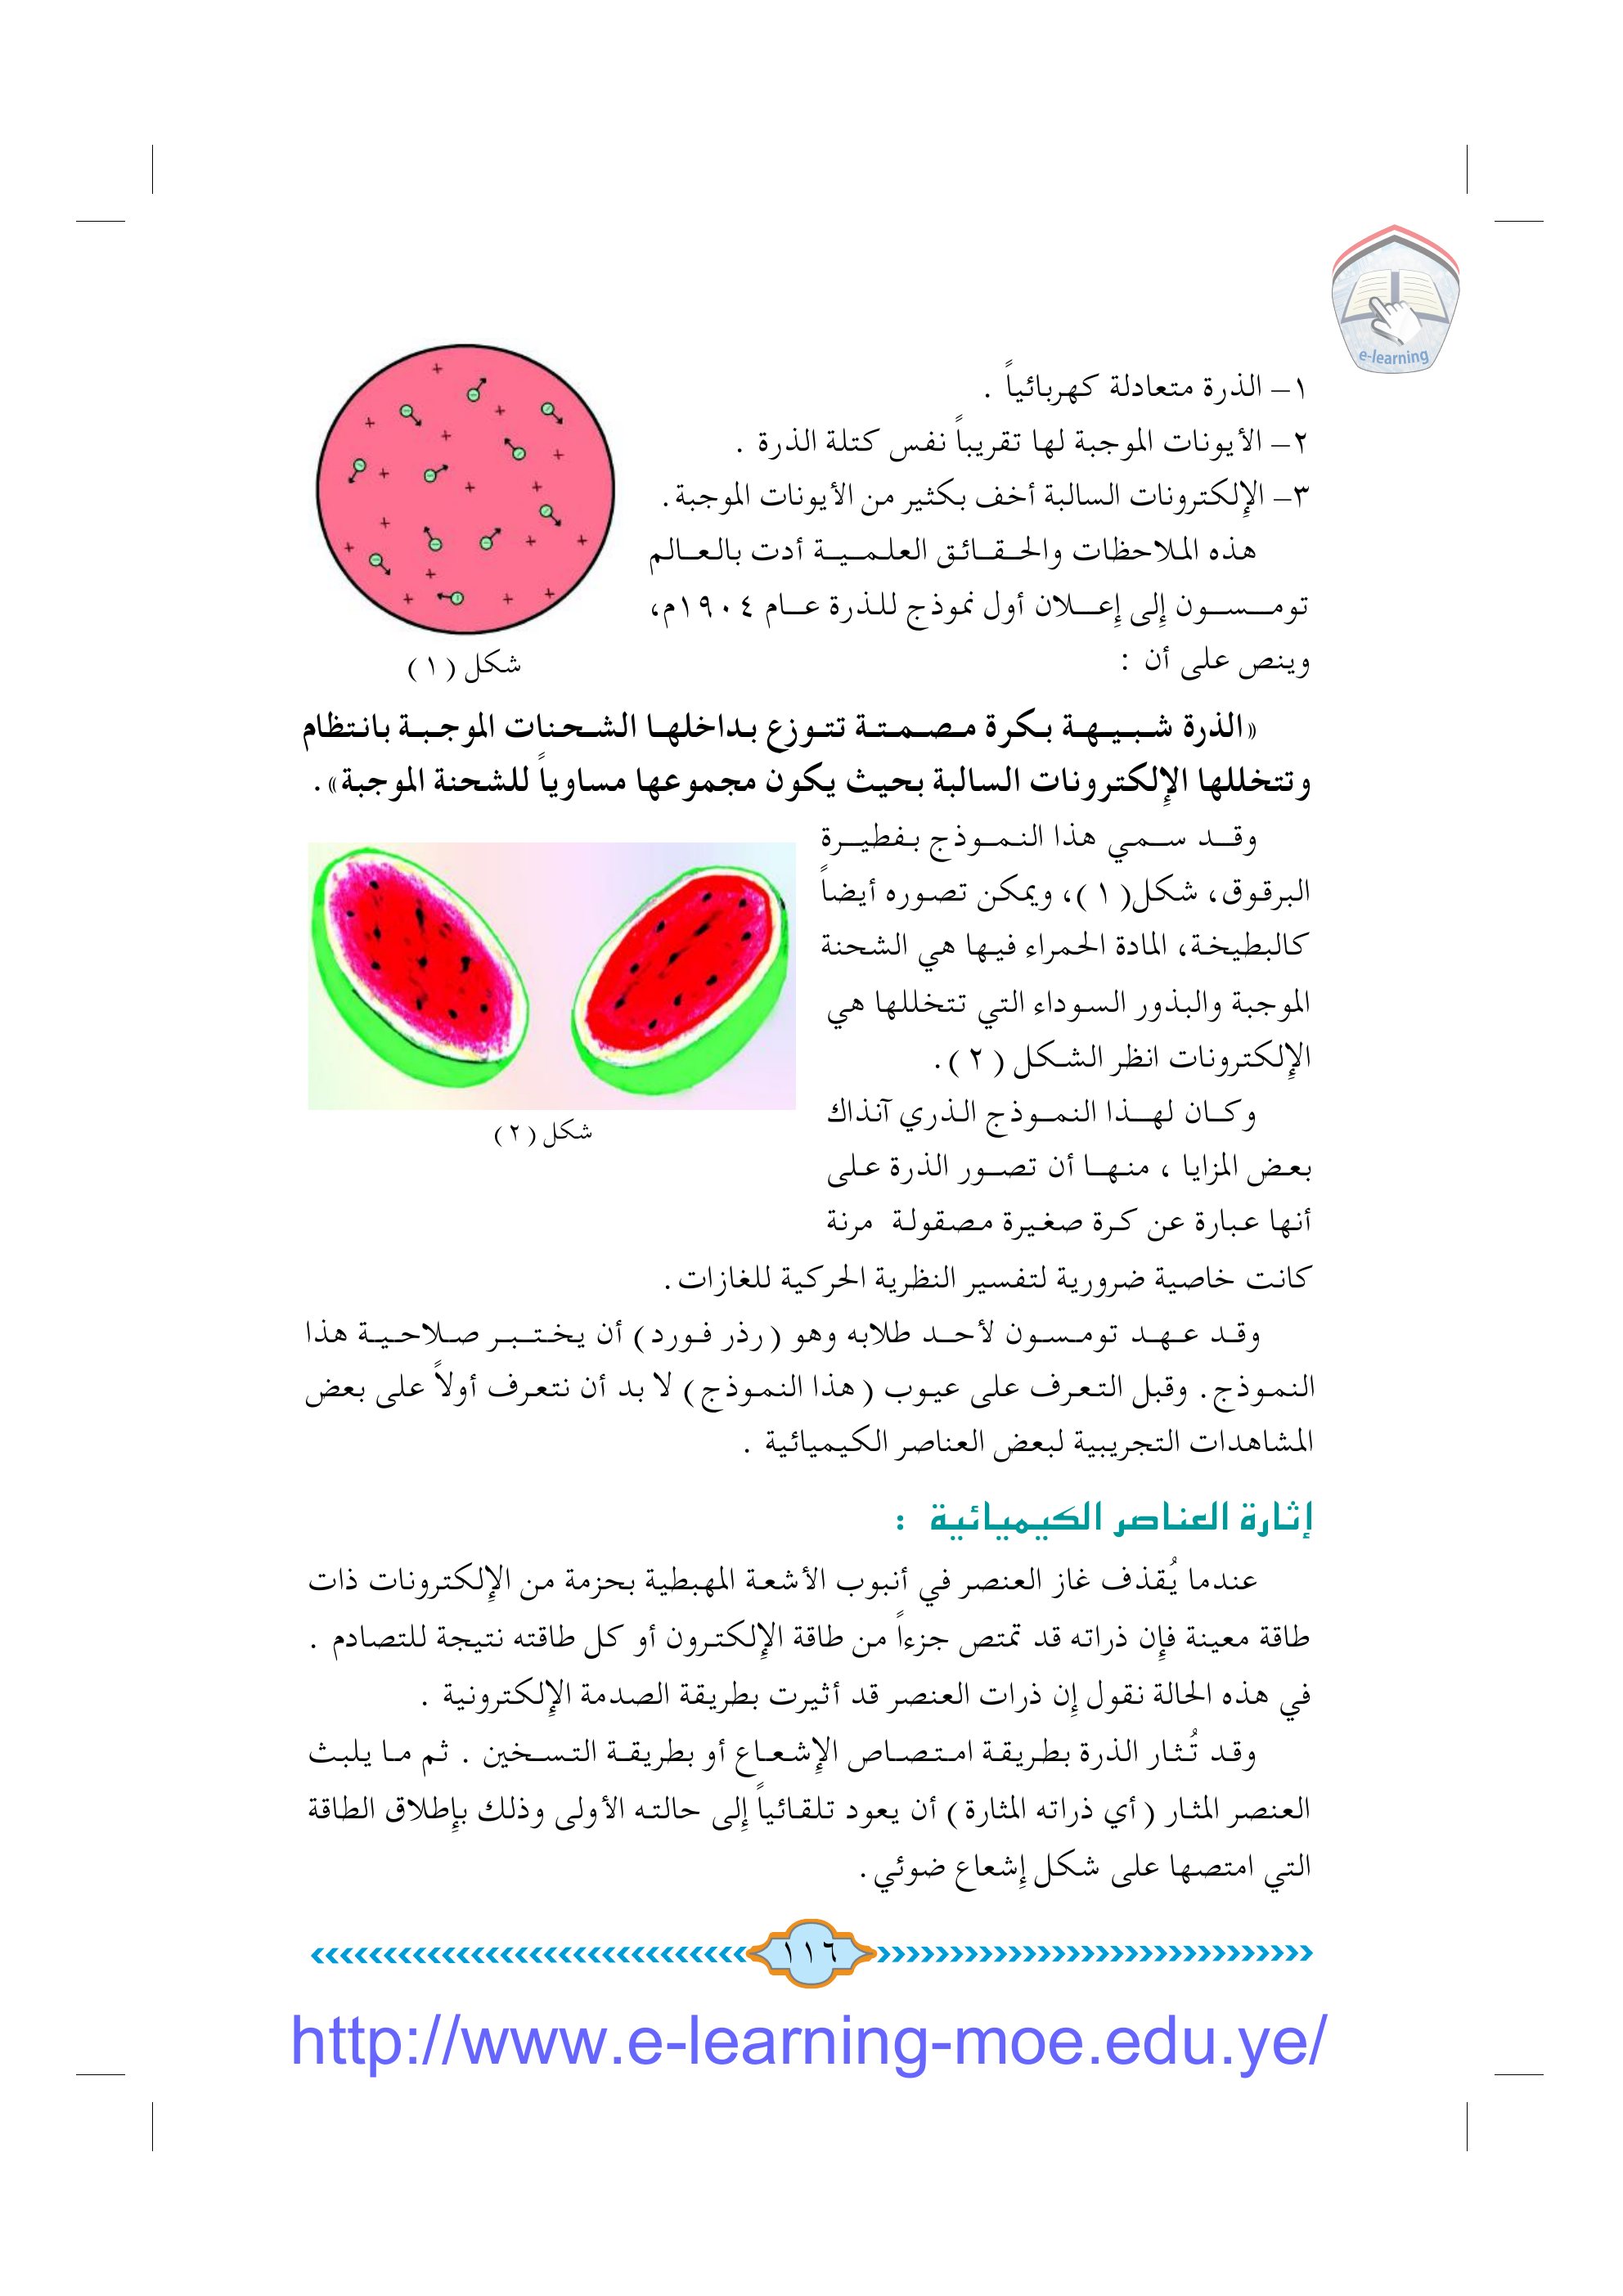 e-learning
١– الذرة متعادلة كهربائياً .
٢– الأيونات الموجبة لها تقريباً نفس كتلة الذرة .
٣– الإلكترونات السالبة أخف بكثير من الأيونات الموجبة.
هذه الملاحظات والحقائق العلمية أدت بالعالم
تومسون إلى إعلان أول نموذج للذرة عام ١٩٠٤م،
وينص على أن :
شكل (١)
«الذرة شبيهة بكرة مصمتة تتوزع بداخلها الشحنات الموجبة بانتظام
وتتخللها الإلكترونات السالبة بحيث يكون مجموعها مساوياً للشحنة الموجبة».
وقد سمي هذا النموذج بفطيرة
البرقوق، شكل(١)، ويمكن تصوره أيضاً
كالبطيخة، المادة الحمراء فيها هي الشحنة
الموجبة والبذور السوداء التي تتخللها هي
الإلكترونات انظر الشكل (٢).
وكان لهذا النموذج الذري آنذاك
بعض المزايا ، منها أن تصور الذرة على
أنها عبارة عن كرة صغيرة مصقولة مرنة
شكل (٢)
كانت خاصية ضرورية لتفسير النظرية الحركية للغازات.
وقد عهد تومسون لأحد طلابه وهو (رذر فورد) أن يختبر صلاحية هذا
النموذج. وقبل التعرف على عيوب (هذا النموذج) لا بد أن نتعرف أولاً على بعض
المشاهدات التجريبية لبعض العناصر الكيميائية .
إثارة العناصر الكيميائية :
عندما يُقذف غاز العنصر في أنبوب الأشعة المهبطية بحزمة من الإلكترونات ذات
طاقة معينة فإن ذراته قد تمتص جزءاً من طاقة الإلكترون أو كل طاقته نتيجة للتصادم .
في هذه الحالة نقول إن ذرات العنصر قد أثيرت بطريقة الصدمة الإلكترونية .
وقد تُثار الذرة بطريقة امتصاص الإشعاع أو بطريقة التسخين . ثم ما يلبث
العنصر المثار (أي ذراته المثارة) أن يعود تلقائياً إلى حالته الأولى وذلك بإطلاق الطاقة
التي امتصها على شكل إشعاع ضوئي.
١١٦
http://www.e-learning-moe.edu.ye/